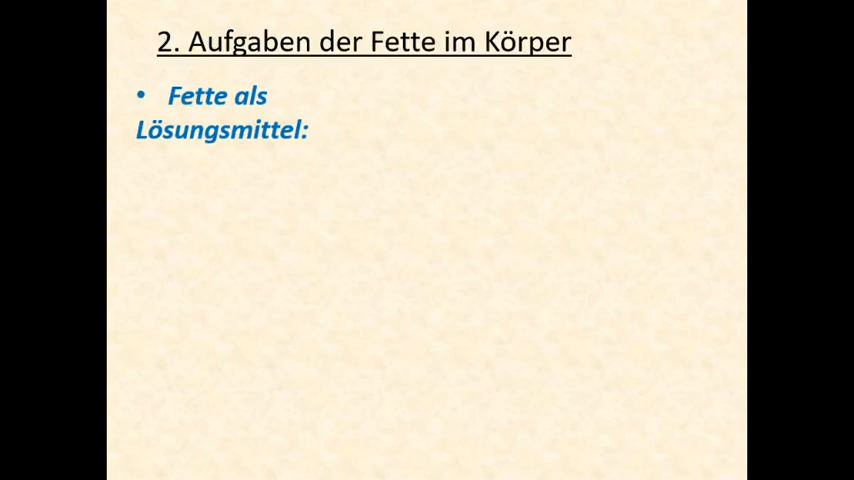 2. Aufgaben der Fette im Körper
• Fette als
Lösungsmittel: